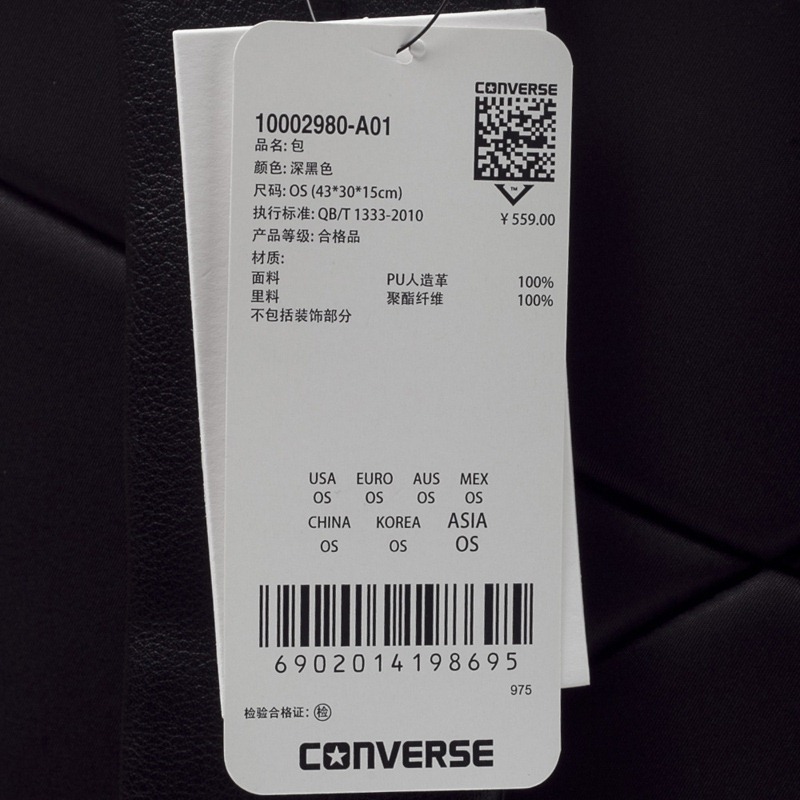 CONVERSE
10002980-A01
品名: 包
颜色: 深黑色
尺码: OS (43*30*15cm)
执行标准: QB/T 1333-2010
™
¥ 559.00
产品等级: 合格品
材质:
面料 PU人造革 100%
里料 聚酯纤维 100%
不包括装饰部分
USA EURO AUS MEX
OS OS OS OS
CHINA KOREA ASIA
OS OS OS
6902014198695
975
检验合格证: 检
CONVERSE